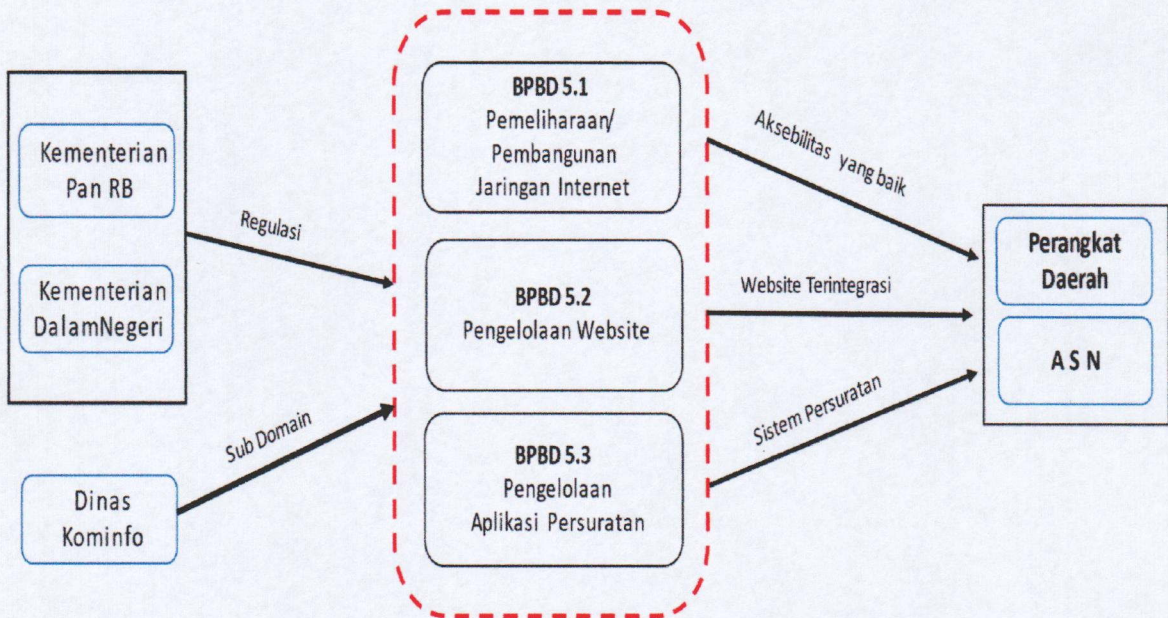 Kementerian
Pan RB
Kementerian
DalamNegeri
Dinas
Kominfo
Regulasi
Sub Domain
BPBD 5.1
Pemeliharaan/
Pembangunan
Jaringan Internet
BPBD 5.2
Pengelolaan Website
BPBD 5.3
Pengelolaan
Aplikasi Persuratan
Aksebilitas yang baik
Website Terintegrasi
Sistem Persuratan
Perangkat
Daerah
A S N